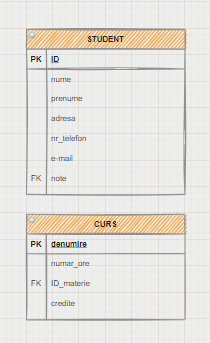 STUDENT
PK ID
nume
prenume
adresa
nr_telefon
e-mail
FK note
CURS
PK denumire
numar_ore
FK ID_materie
credite